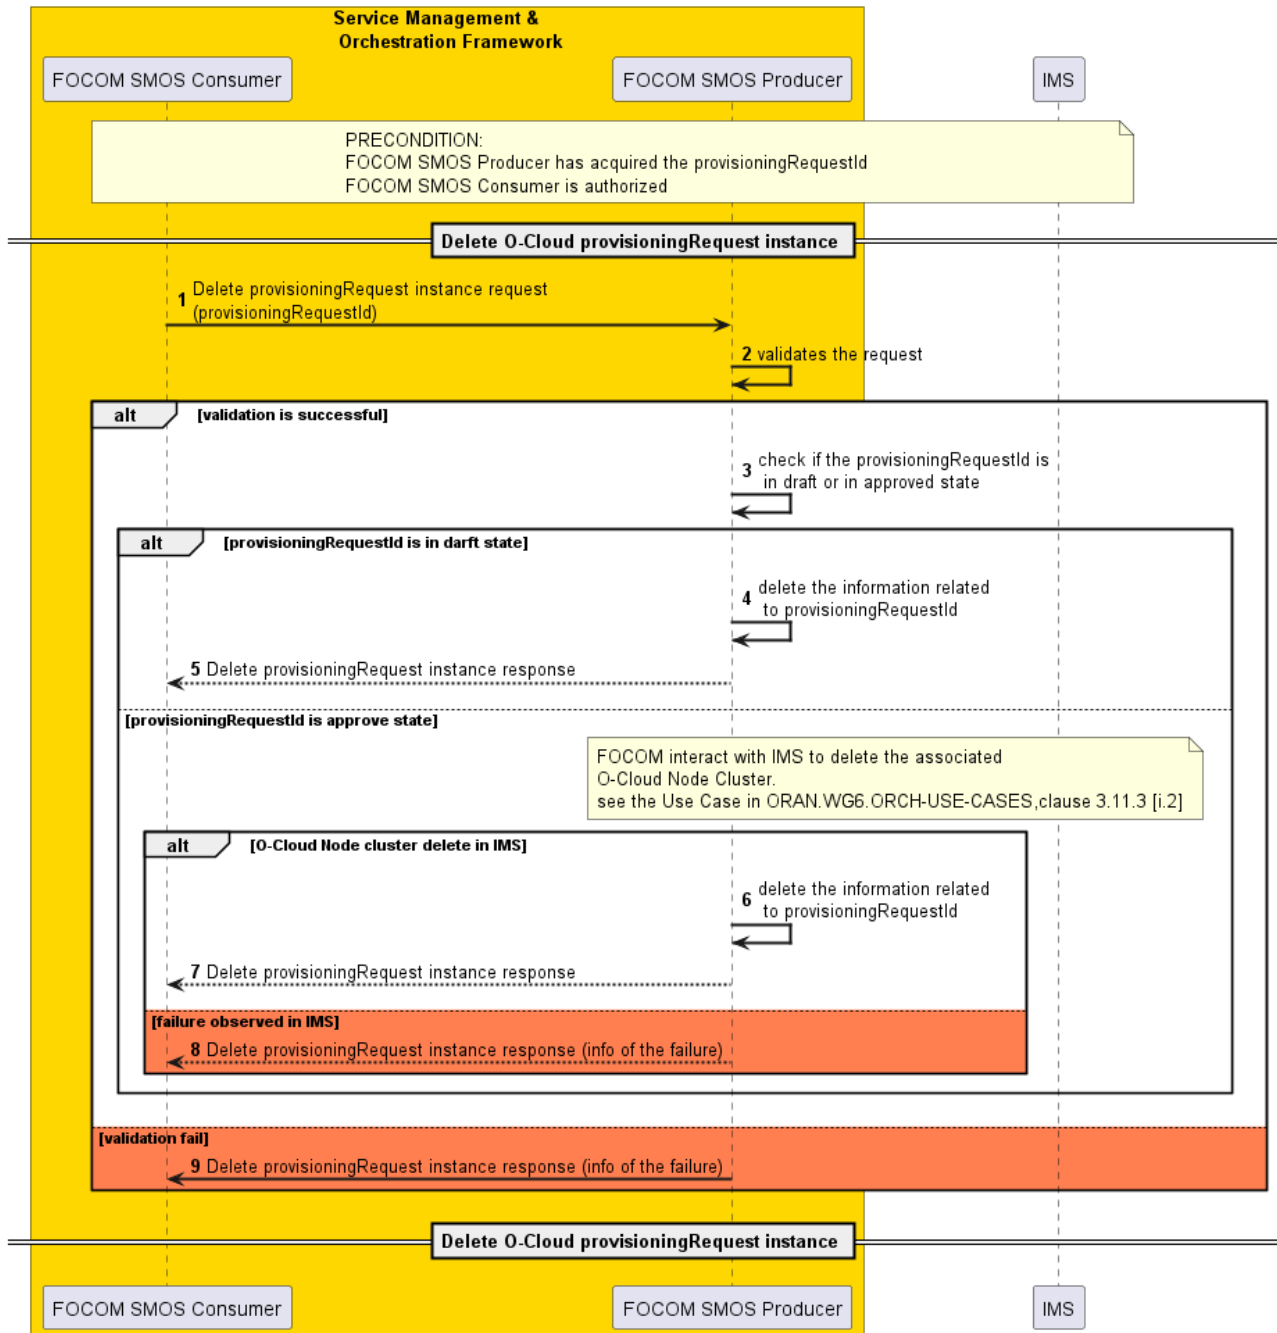 Service Management &
Orchestration Framework
FOCOM SMOS Consumer
FOCOM SMOS Producer
IMS
PRECONDITION:
FOCOM SMOS Producer has acquired the provisioningRequestId
FOCOM SMOS Consumer is authorized
Delete O-Cloud provisioningRequest instance
1 Delete provisioningRequest instance request
(provisioningRequestId)
2 validates the request
alt [validation is successful]
3 check if the provisioningRequestId is
in draft or in approved state
alt [provisioningRequestId is in darft state]
4 delete the information related
to provisioningRequestId
5 Delete provisioningRequest instance response
[provisioningRequestId is approve state]
FOCOM interact with IMS to delete the associated
O-Cloud Node Cluster.
see the Use Case in ORAN.WG6.ORCH-USE-CASES,clause 3.11.3 [i.2]
alt [O-Cloud Node cluster delete in IMS]
6 delete the information related
to provisioningRequestId
7 Delete provisioningRequest instance response
[failure observed in IMS]
8 Delete provisioningRequest instance response (info of the failure)
[validation fail]
9 Delete provisioningRequest instance response (info of the failure)
Delete O-Cloud provisioningRequest instance
FOCOM SMOS Consumer
FOCOM SMOS Producer
IMS